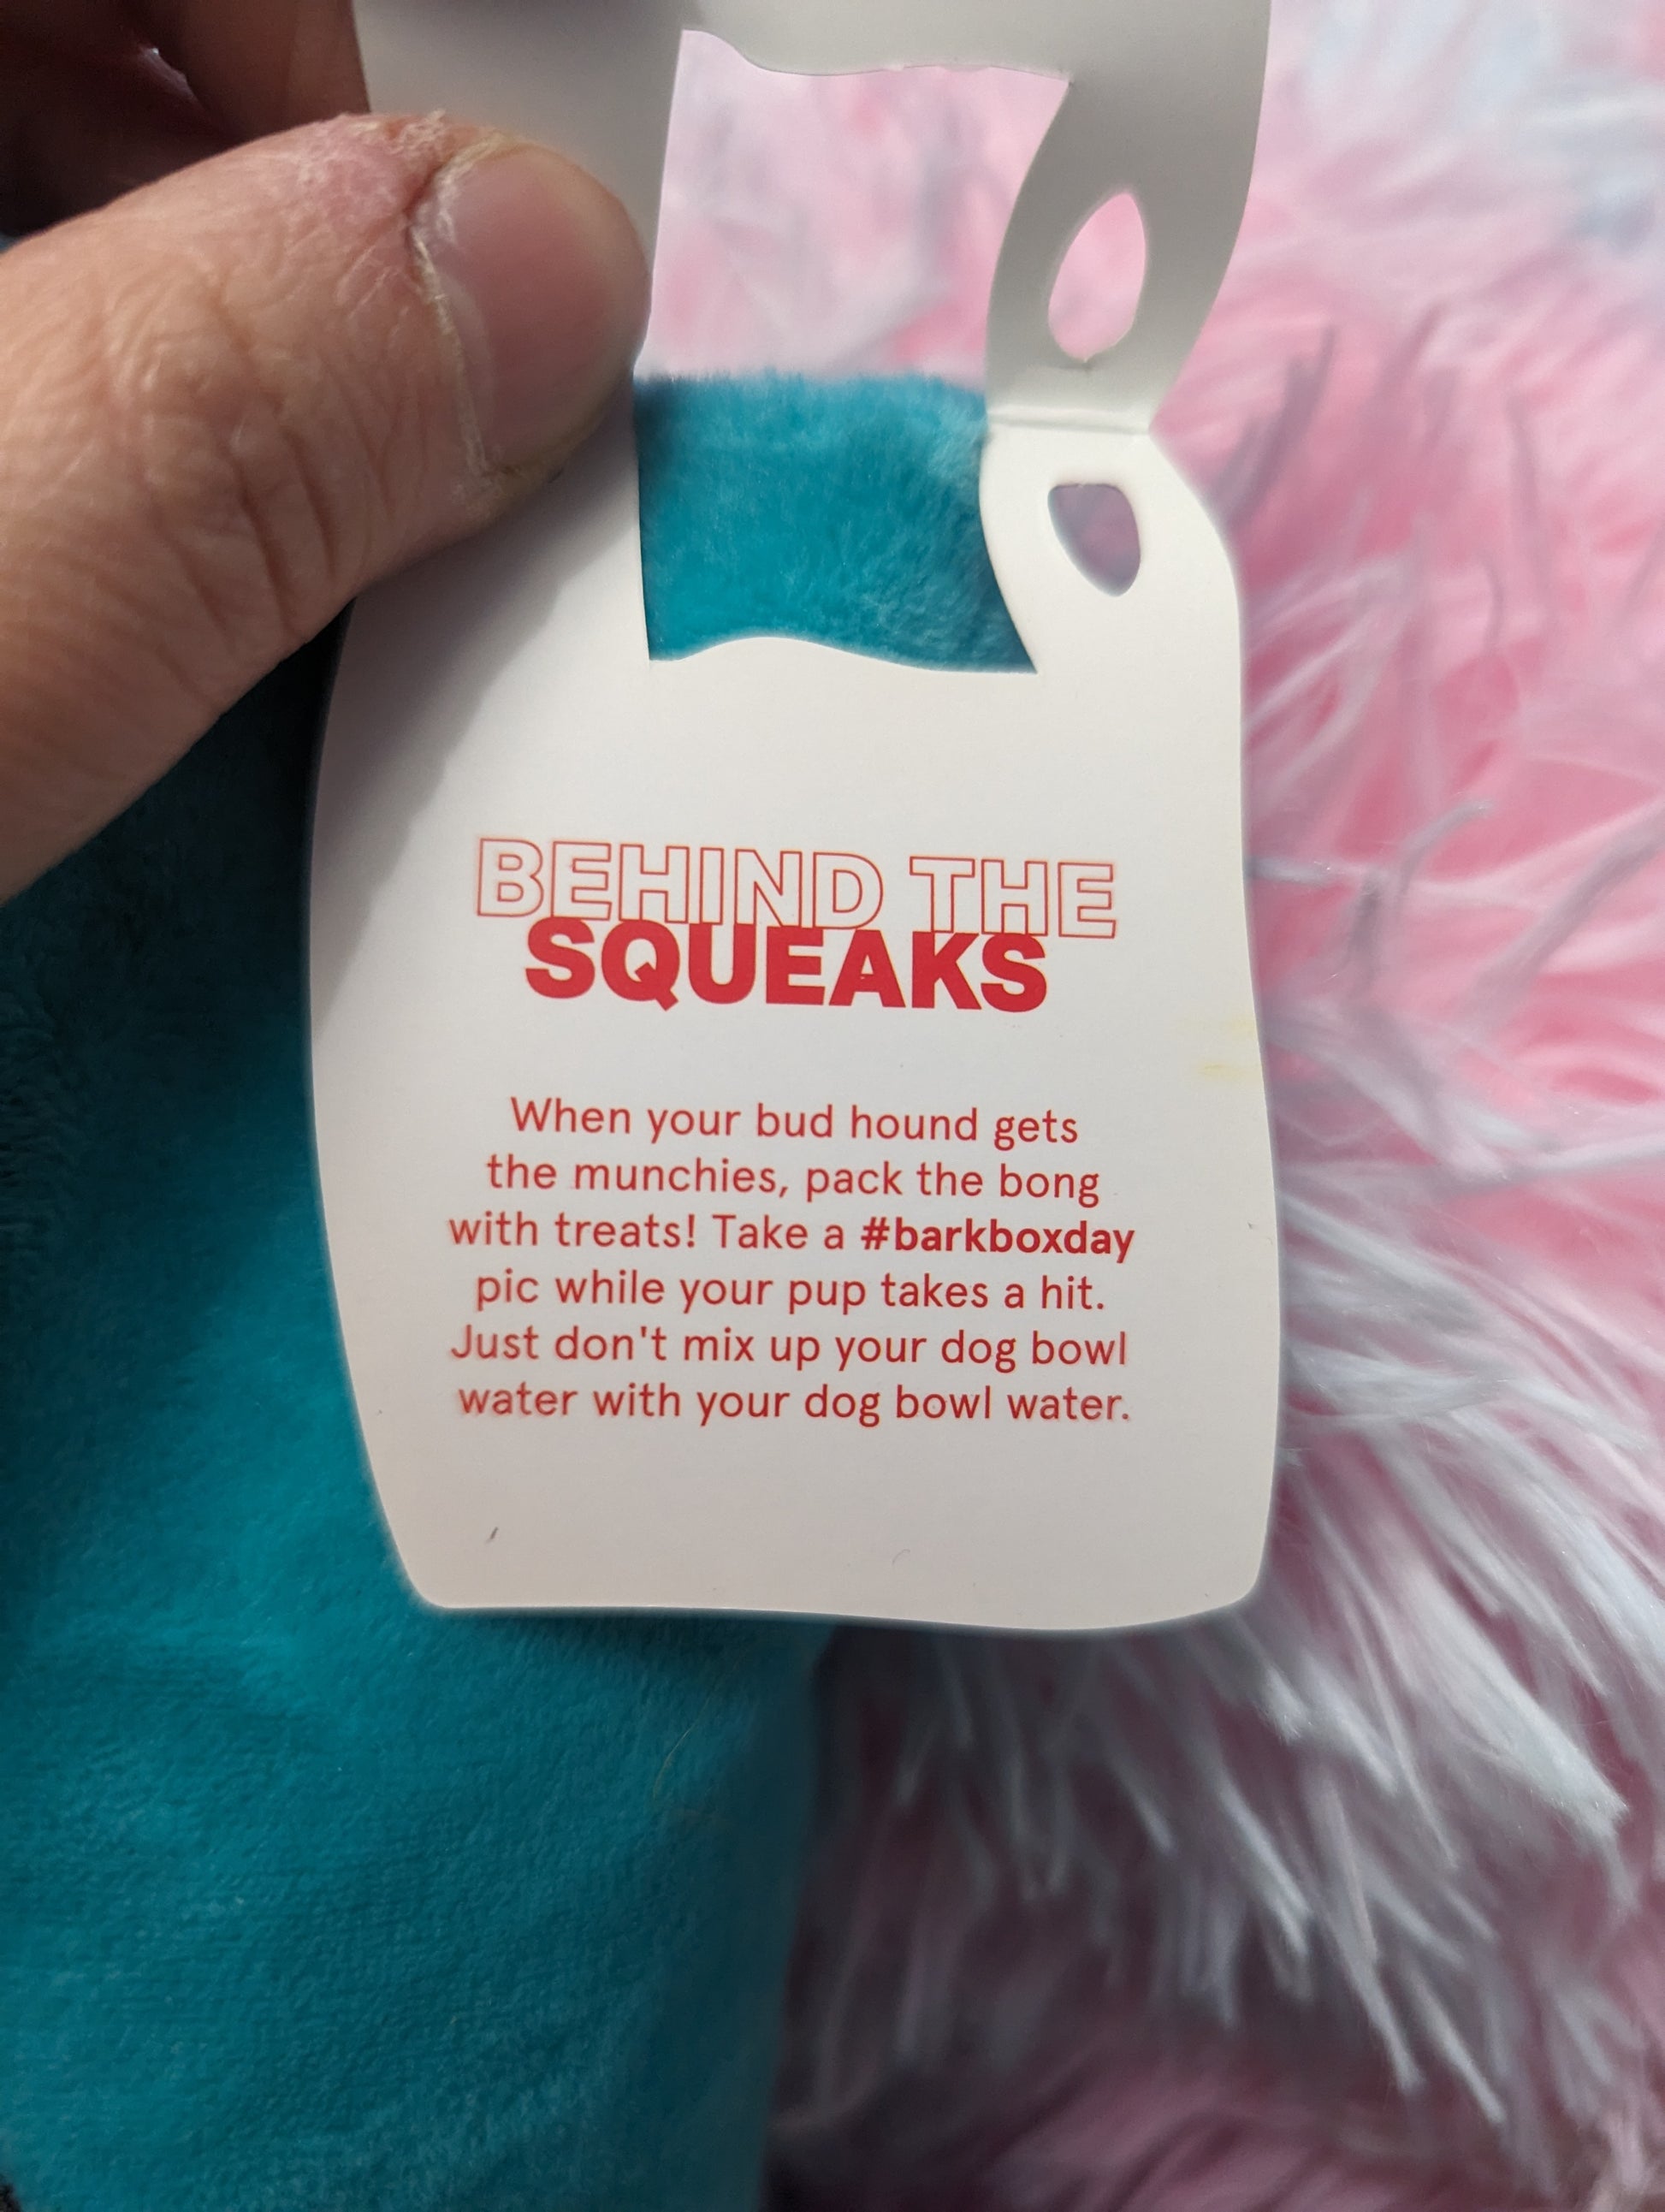 BEHIND THE
SQUEAKS
When your bud hound gets
the munchies, pack the bong
with treats! Take a #barkboxday
pic while your pup takes a hit.
Just don't mix up your dog bowl
water with your dog bowl water.